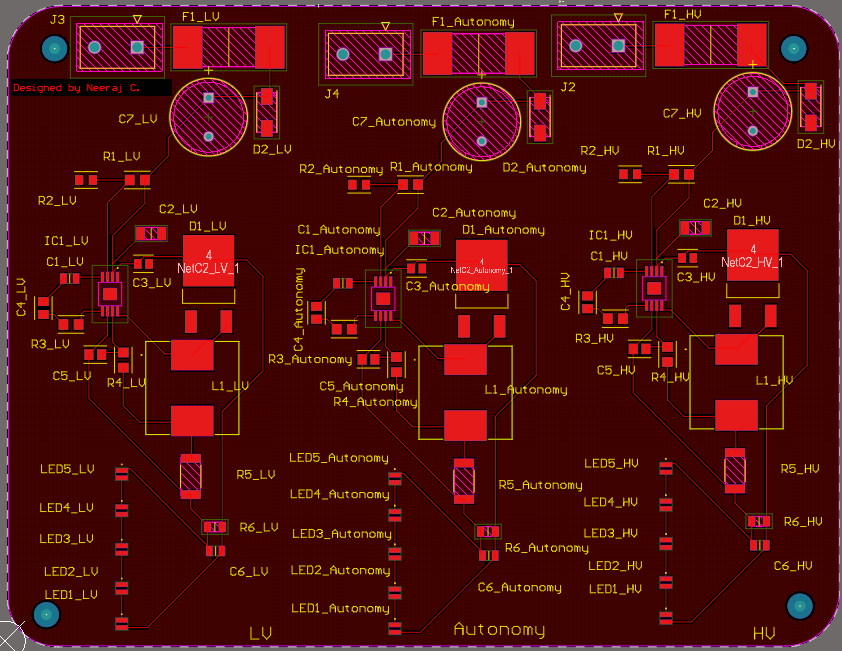 J3
F1_LV
F1_Autonomy
F1_HV
J4
J2
Designed by Neeraj C.
C7_LV
C7_Autonomy
C7_HV
D2_LV
D2_Autonomy
D2_HV
R1_LV
R2_LV
R2_Autonomy
R1_Autonomy
R2_HV
R1_HV
C2_LV
C2_Autonomy
C2_HV
IC1_LV
D1_LV
C1_Autonomy
D1_Autonomy
IC1_HV
D1_HV
C1_LV
IC1_Autonomy
C1_HV
4
NetC2_LV_1
4
NetC2_Autonomy_1
4
NetC2_HV_1
C3_LV
C3_Autonomy
C3_HV
C4_LV
C4_Autonomy
C4_HV
R3_LV
R3_Autonomy
R3_HV
C5_LV
R4_LV
L1_LV
C5_Autonomy
R4_Autonomy
L1_Autonomy
C5_HV
R4_HV
L1_HV
LED5_LV
R5_LV
LED5_Autonomy
R5_Autonomy
LED5_HV
R5_HV
LED4_LV
LED4_Autonomy
LED4_HV
LED3_LV
R6_LV
LED3_Autonomy
R6_Autonomy
LED3_HV
R6_HV
LED2_LV
C6_LV
LED2_Autonomy
C6_Autonomy
LED2_HV
C6_HV
LED1_LV
LED1_Autonomy
LED1_HV
LV
Autonomy
HV